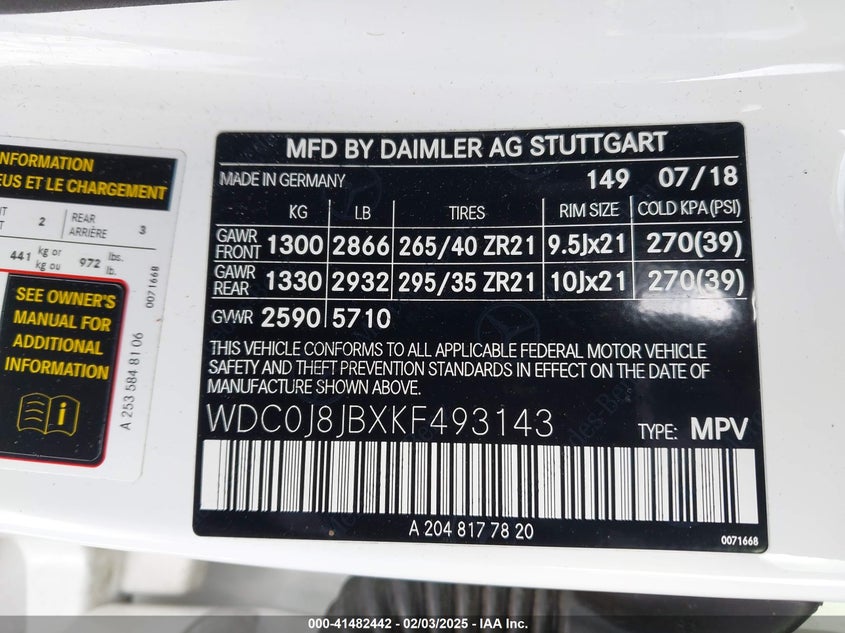 NFORMATION
EUS ET LE CHARGEMENT
2 REAR ARRIÈRE 3
441 kg or kg ou 972 lbs. lb.
0071668
SEE OWNER'S
MANUAL FOR
ADDITIONAL
INFORMATION
A 253 584 81 06
MFD BY DAIMLER AG STUTTGART
MADE IN GERMANY 149 07/18
KG LB TIRES RIM SIZE COLD KPA(PSI)
GAWR FRONT 1300 2866 265/40 ZR21 9.5Jx21 270(39)
GAWR REAR 1330 2932 295/35 ZR21 10Jx21 270(39)
GVWR 2590 5710
THIS VEHICLE CONFORMS TO ALL APPLICABLE FEDERAL MOTOR VEHICLE
SAFETY AND THEFT PREVENTION STANDARDS IN EFFECT ON THE DATE OF
MANUFACTURE SHOWN ABOVE.
WDC0J8JBXKF493143 TYPE: MPV
A 204 817 78 20
0071668
000-41482442 - 02/03/2025 - IAAI.com